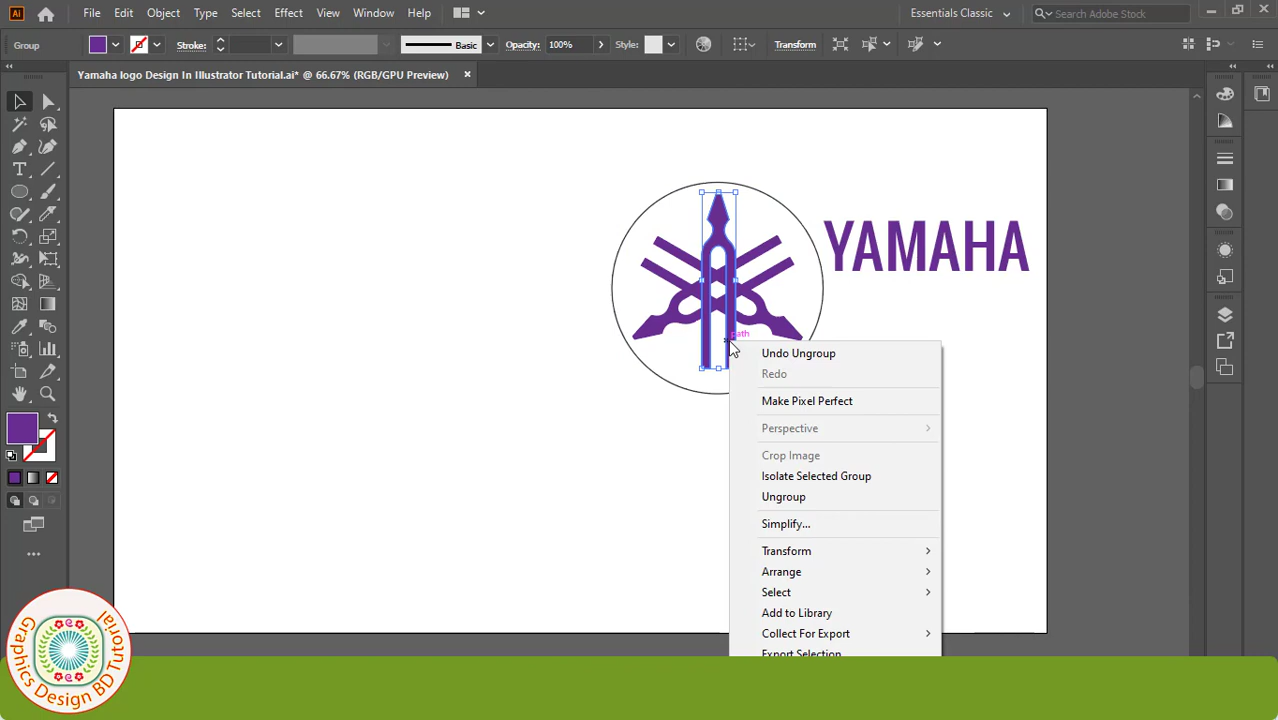 Ai
File Edit Object Type Select Effect View Window Help
Essentials Classic
Search Adobe Stock
Group
Stroke:
Basic
Opacity: 100%
Style:
Transform
Yamaha logo Design In Illustrator Tutorial.ai* @ 66.67% (RGB/GPU Preview)
YAMAHA
path
Undo Ungroup
Redo
Make Pixel Perfect
Perspective
Crop Image
Isolate Selected Group
Ungroup
Simplify...
Transform
Arrange
Select
Add to Library
Collect For Export
Export Selection...
Graphics Design BD Tutorial